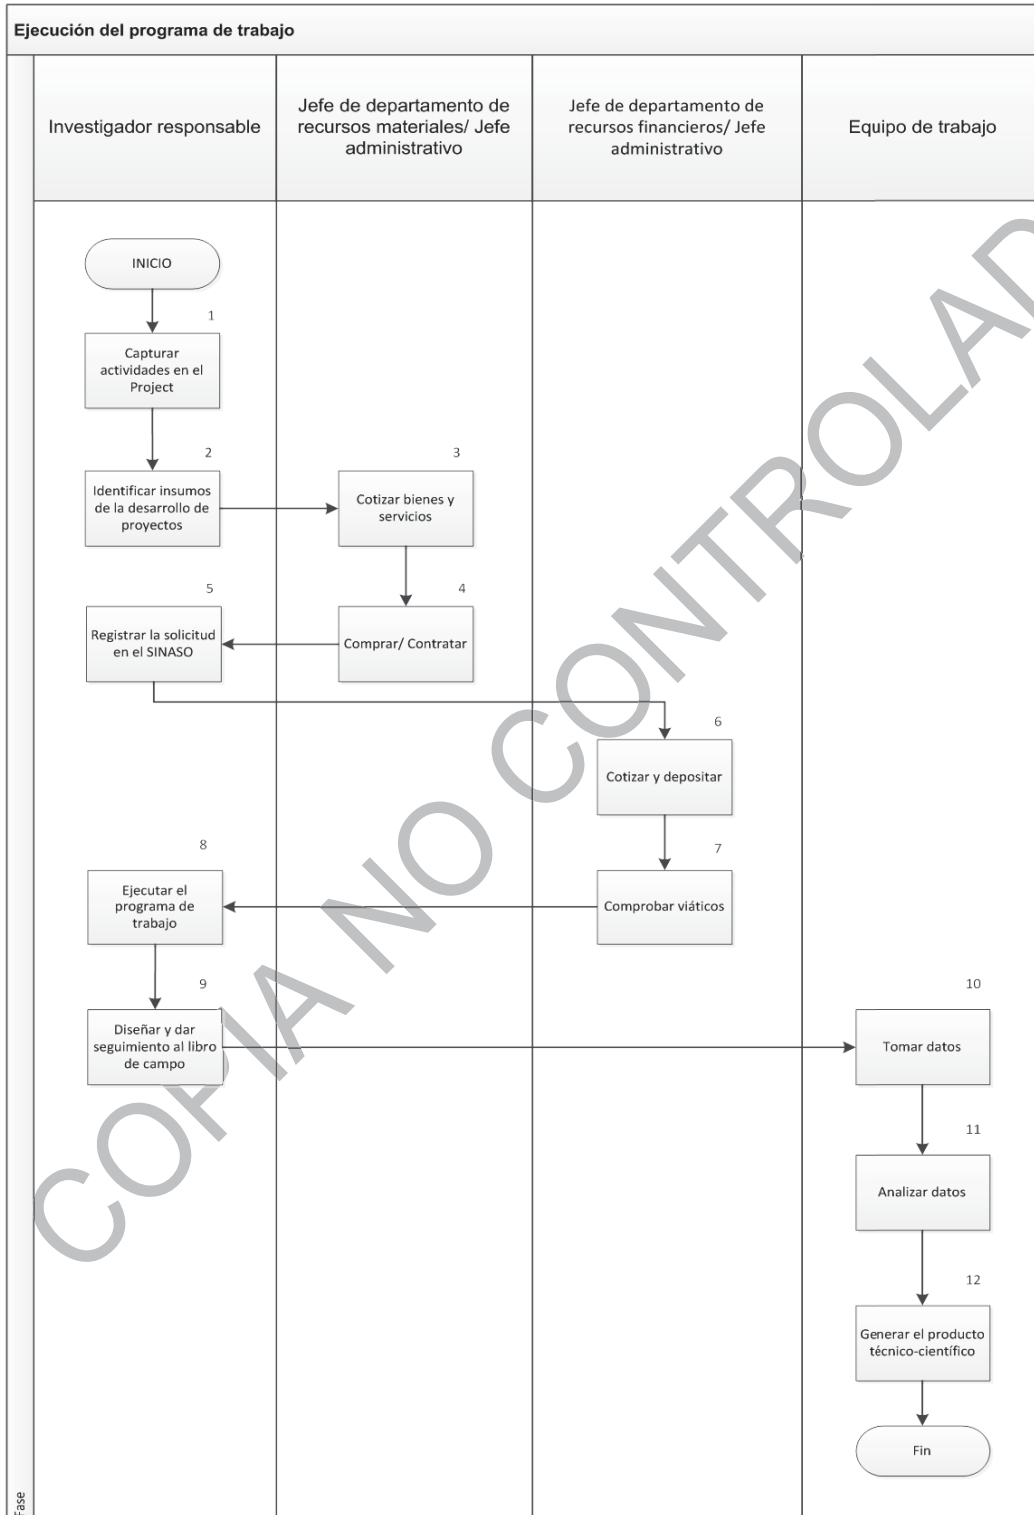 Ejecución del programa de trabajo
Investigador responsable
Jefe de departamento de
recursos materiales/ Jefe
administrativo
Jefe de departamento de
recursos financieros/ Jefe
administrativo
Equipo de trabajo
INICIO
1
Capturar
actividades en el
Project
2
Identificar insumos
de la desarrollo de
proyectos
3
Cotizar bienes y
servicios
4
Comprar/ Contratar
5
Registrar la solicitud
en el SINASO
6
Cotizar y depositar
7
Comprobar viáticos
8
Ejecutar el
programa de
trabajo
9
Diseñar y dar
seguimiento al libro
de campo
10
Tomar datos
11
Analizar datos
12
Generar el producto
técnico-científico
Fin
Fase
COPIA NO CONTROLAD